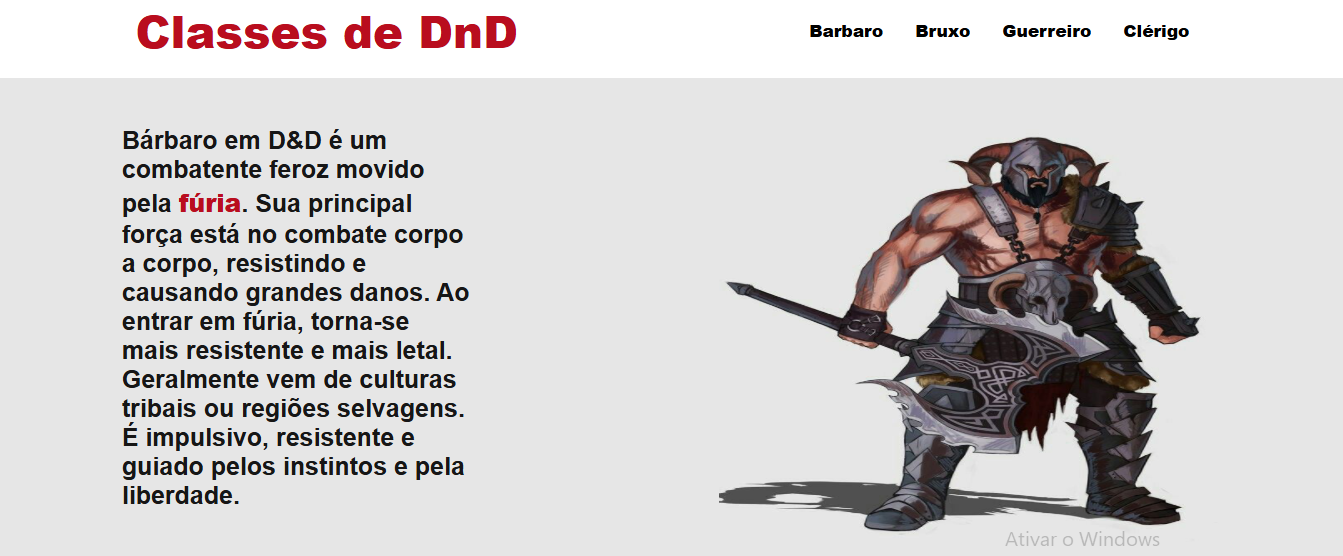 Classes de DnD
Barbaro Bruxo Guerreiro Clérigo
Bárbaro em D&D é um
combatente feroz movido
pela fúria. Sua principal
força está no combate corpo
a corpo, resistindo e
causando grandes danos. Ao
entrar em fúria, torna-se
mais resistente e mais letal.
Geralmente vem de culturas
tribais ou regiões selvagens.
É impulsivo, resistente e
guiado pelos instintos e pela
liberdade.
Ativar o Windows